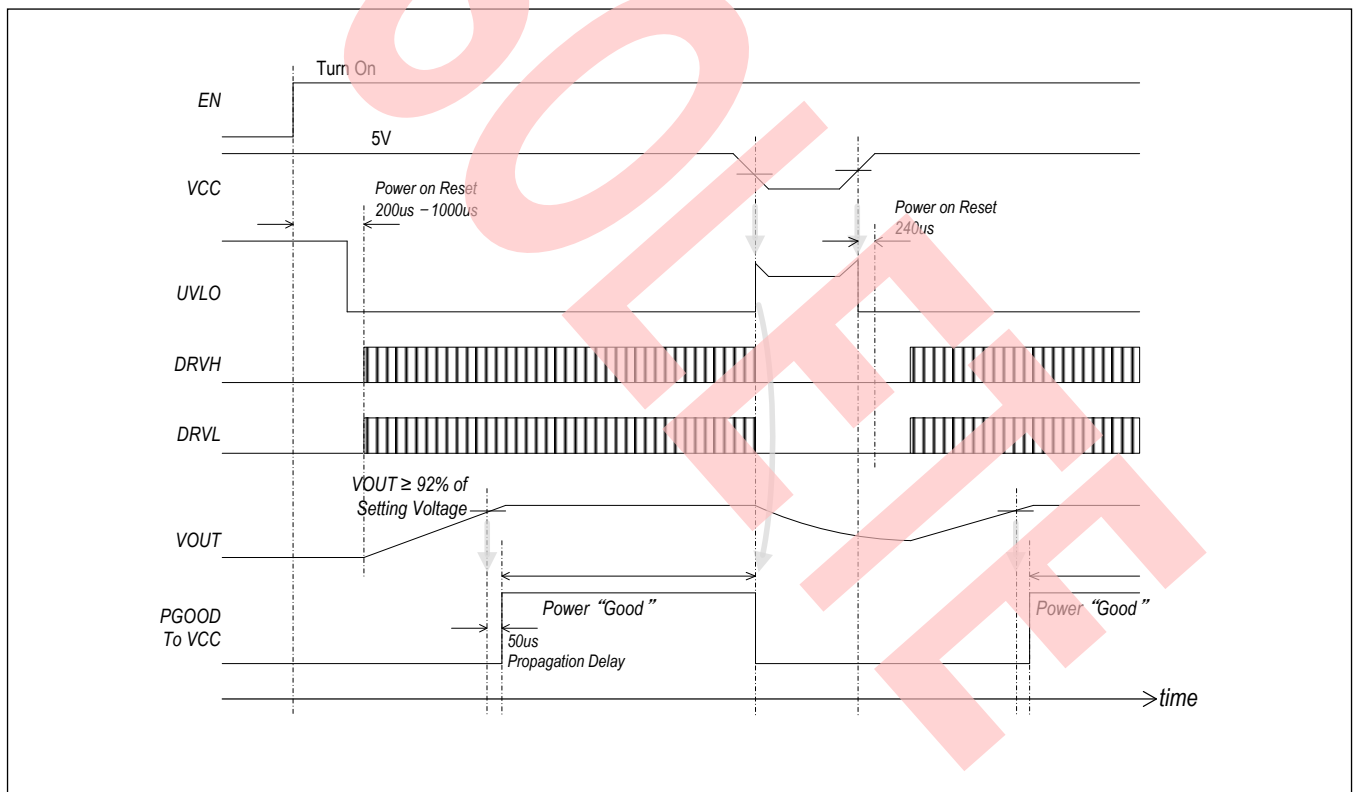 Turn On
EN
5V
VCC
Power on Reset
200us – 1000us
Power on Reset
240us
UVLO
DRVH
DRVL
VOUT ≥ 92% of
Setting Voltage
VOUT
PGOOD
To VCC
Power “Good”
Power “Good”
50us
Propagation Delay
time
SOLETE